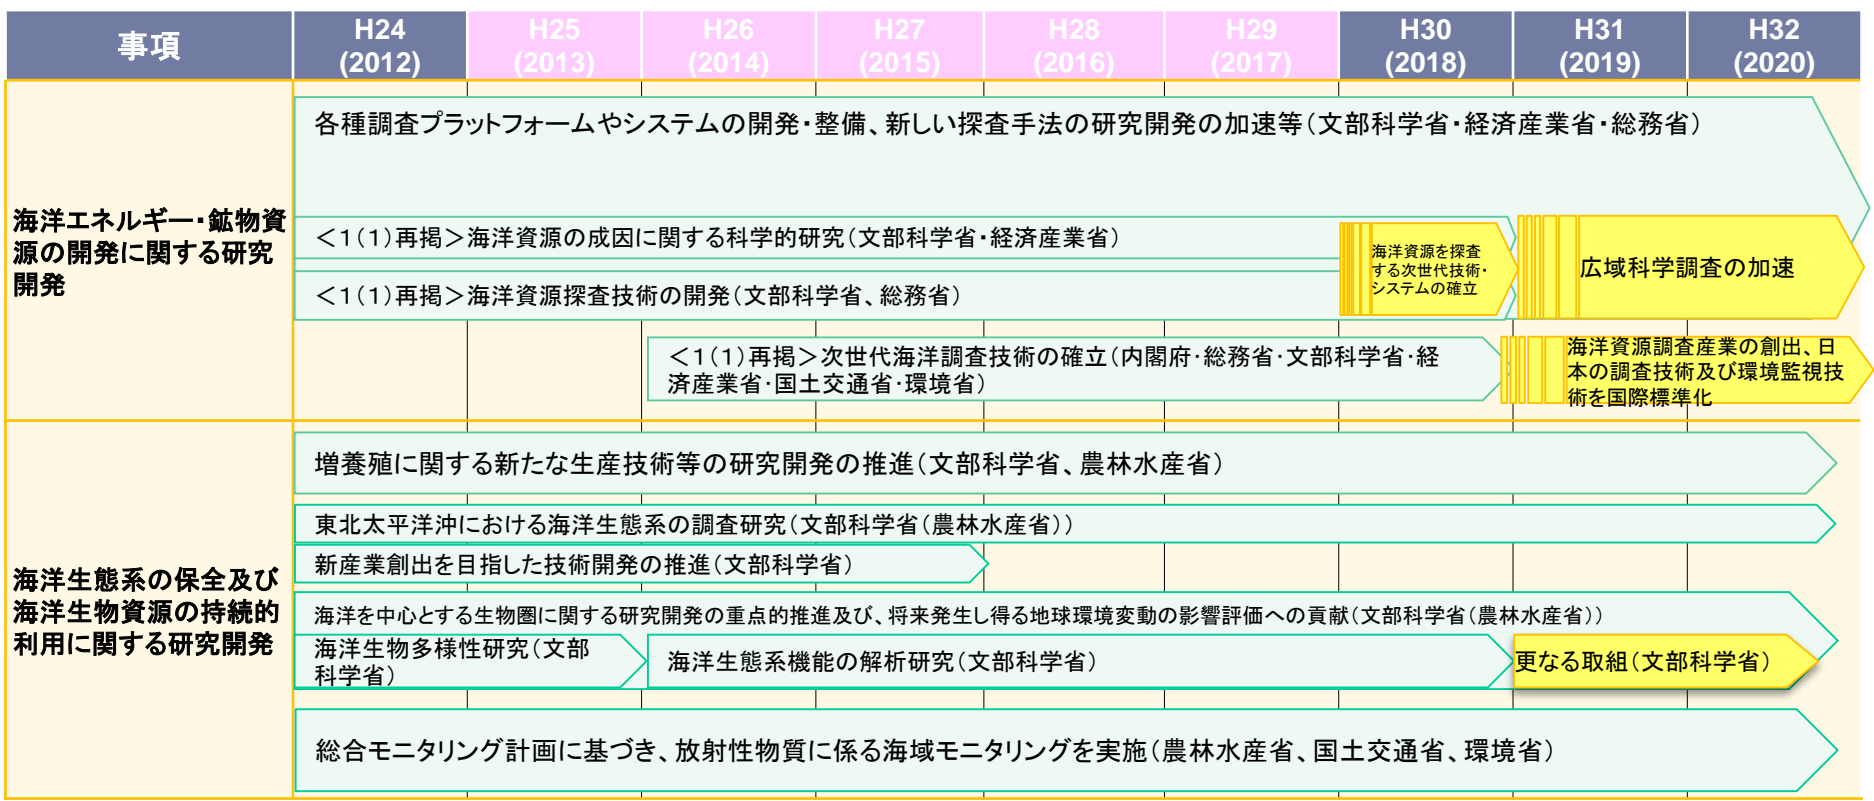 事項
H24
(2012)
H25
(2013)
H26
(2014)
H27
(2015)
H28
(2016)
H29
(2017)
H30
(2018)
H31
(2019)
H32
(2020)
海洋エネルギー・鉱物資
源の開発に関する研究
開発
各種調査プラットフォームやシステムの開発・整備、新しい探査手法の研究開発の加速等(文部科学省・経済産業省・総務省)
<1(1)再掲>海洋資源の成因に関する科学的研究(文部科学省・経済産業省)
<1(1)再掲>海洋資源探査技術の開発(文部科学省、総務省)
海洋資源を探査
する次世代技術・
システムの確立
広域科学調査の加速
<1(1)再掲>次世代海洋調査技術の確立(内閣府・総務省・文部科学省・経
済産業省・国土交通省・環境省)
海洋資源調査産業の創出、日
本の調査技術及び環境監視技
術を国際標準化
海洋生態系の保全及び
海洋生物資源の持続的
利用に関する研究開発
増養殖に関する新たな生産技術等の研究開発の推進(文部科学省、農林水産省)
東北太平洋沖における海洋生態系の調査研究(文部科学省(農林水産省))
新産業創出を目指した技術開発の推進(文部科学省)
海洋を中心とする生物圏に関する研究開発の重点的推進及び、将来発生し得る地球環境変動の影響評価への貢献(文部科学省(農林水産省))
海洋生物多様性研究(文部
科学省)
海洋生態系機能の解析研究(文部科学省)
更なる取組(文部科学省)
総合モニタリング計画に基づき、放射性物質に係る海域モニタリングを実施(農林水産省、国土交通省、環境省)